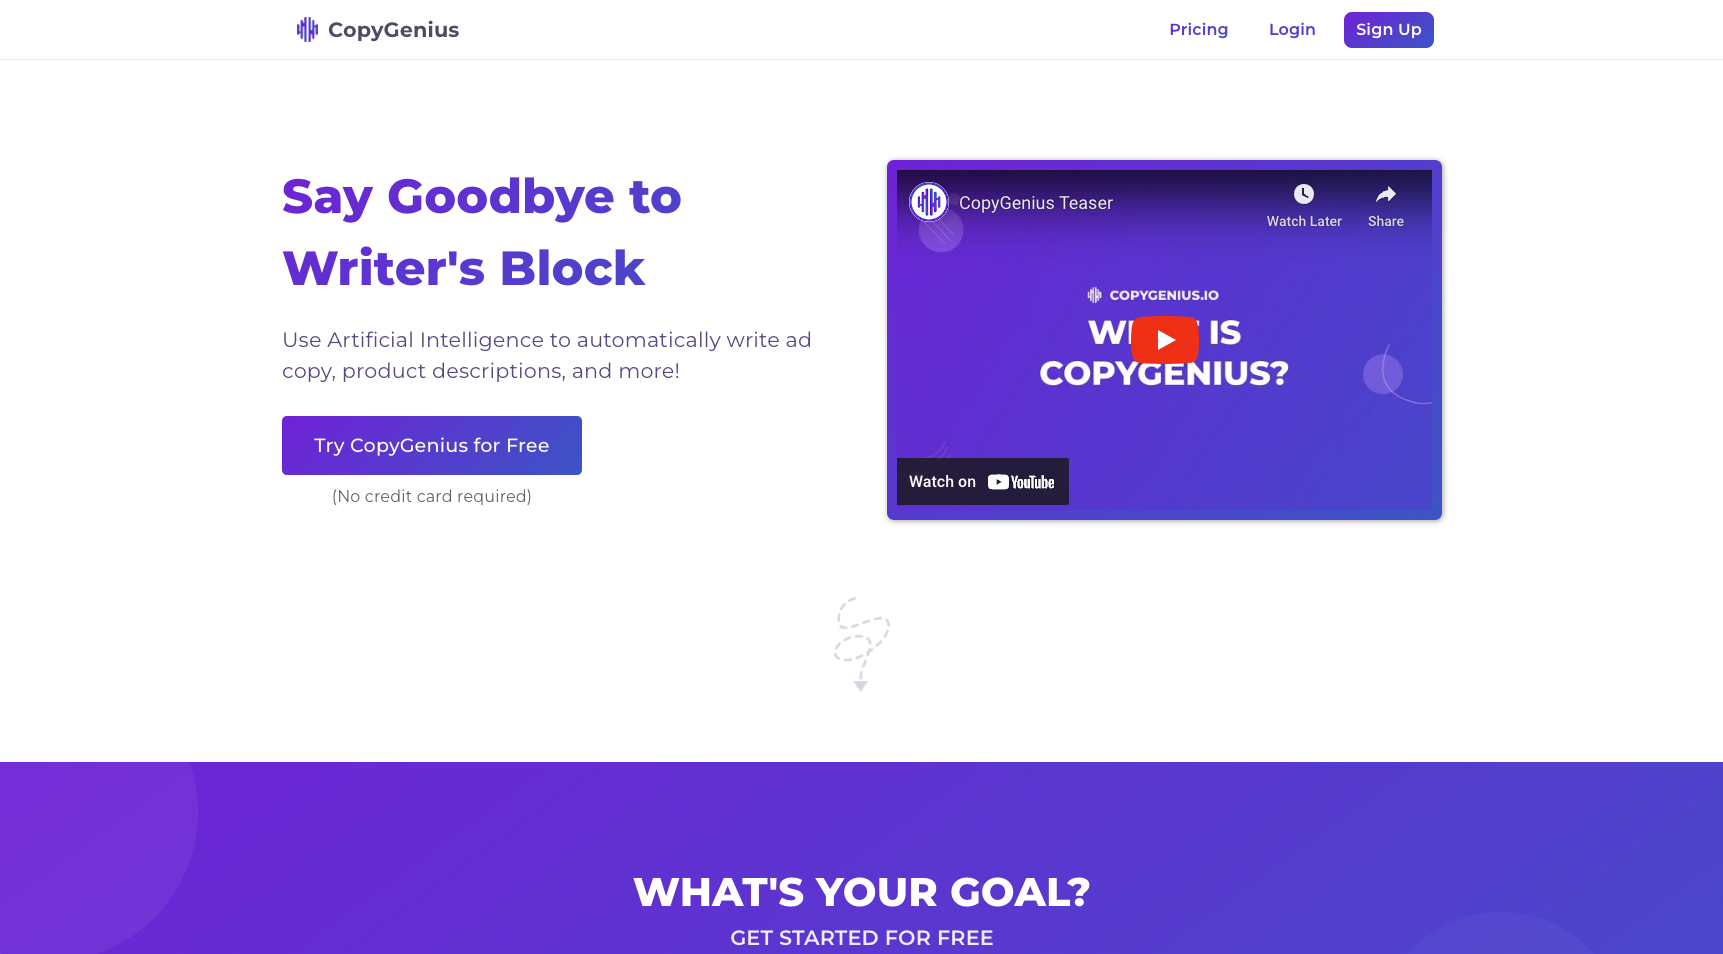 CopyGenius
Pricing
Login
Sign Up
Say Goodbye to
Writer's Block
Use Artificial Intelligence to automatically write ad
copy, product descriptions, and more!
Try CopyGenius for Free
(No credit card required)
CopyGenius Teaser
Watch Later
Share
COPYGENIUS.IO
IS
COPYGENIUS?
Watch on YouTube
WHAT'S YOUR GOAL?
GET STARTED FOR FREE